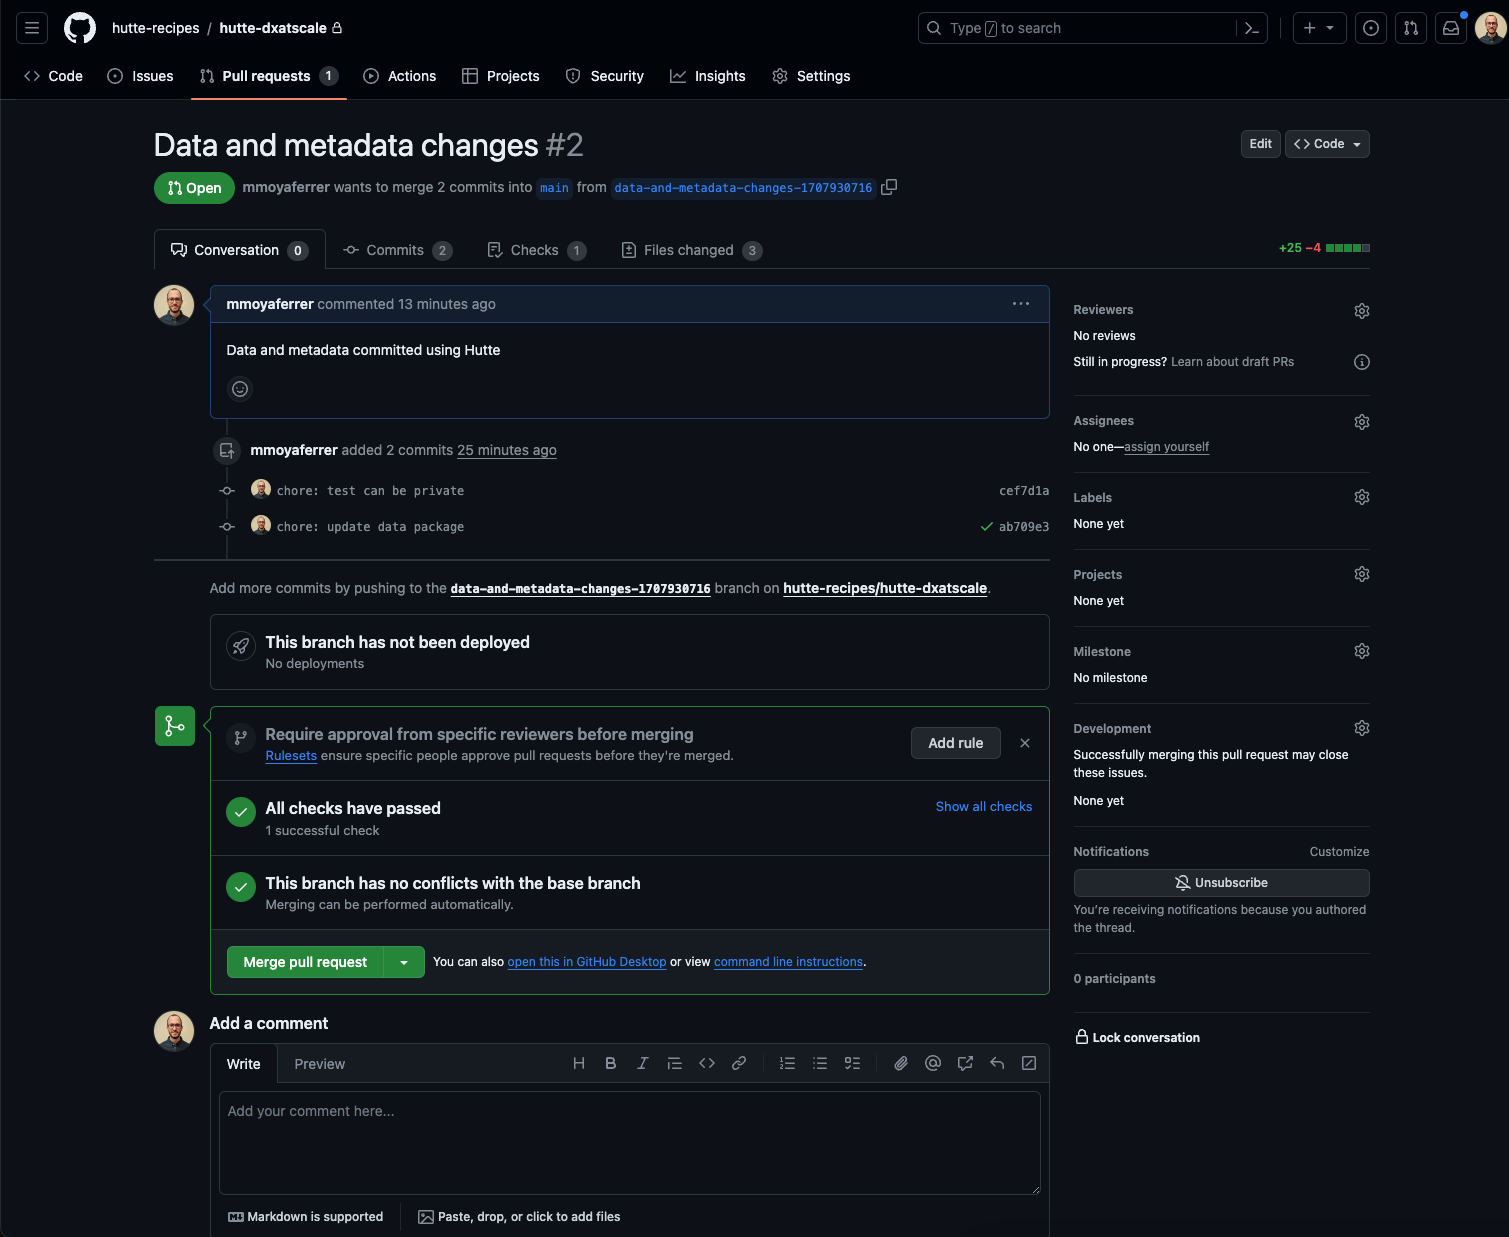 hutte-recipes / hutte-dxatscale
Type / to search
Code Issues Pull requests 1 Actions Projects Security Insights Settings
Data and metadata changes #2
Edit
<> Code
Open
mmoyaferrer wants to merge 2 commits into main from data-and-metadata-changes-1707930716
Conversation 0
Commits 2
Checks 1
Files changed 3
+25 −4
mmoyaferrer commented 13 minutes ago
Data and metadata committed using Hutte
mmoyaferrer added 2 commits 25 minutes ago
chore: test can be private cef7d1a
chore: update data package ab709e3
Add more commits by pushing to the data-and-metadata-changes-1707930716 branch on hutte-recipes/hutte-dxatscale.
This branch has not been deployed
No deployments
Require approval from specific reviewers before merging
Rulesets ensure specific people approve pull requests before they're merged.
Add rule
All checks have passed
1 successful check
Show all checks
This branch has no conflicts with the base branch
Merging can be performed automatically.
Merge pull request
You can also open this in GitHub Desktop or view command line instructions.
Add a comment
Write Preview
Add your comment here...
Markdown is supported
Paste, drop, or click to add files
Reviewers
No reviews
Still in progress? Learn about draft PRs
Assignees
No one—assign yourself
Labels
None yet
Projects
None yet
Milestone
No milestone
Development
Successfully merging this pull request may close
these issues.
None yet
Notifications Customize
Unsubscribe
You're receiving notifications because you authored
the thread.
0 participants
Lock conversation